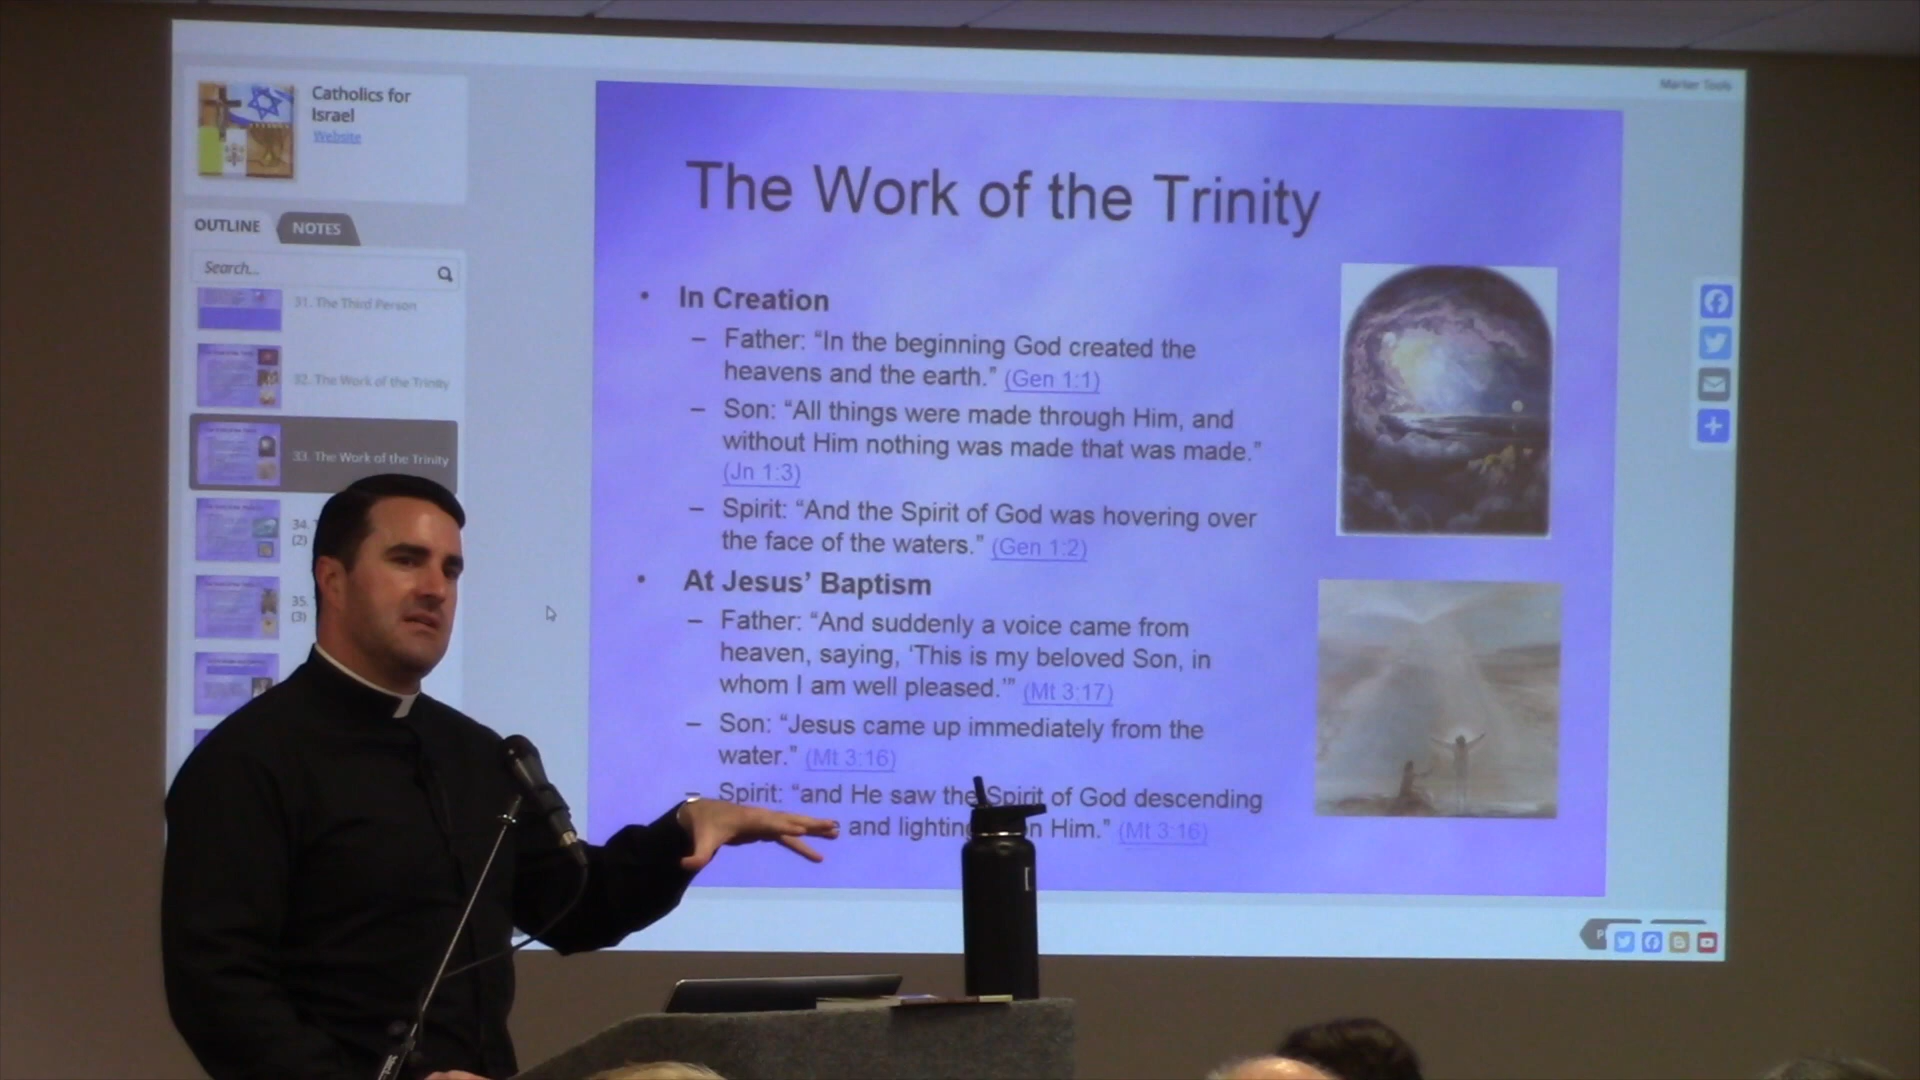 Catholics for
Israel
Website
OUTLINE
NOTES
Search...
31. The Third Person
32. The Work of the Trinity
33. The Work of the Trinity
34.
(2)
35.
(3)
Marker Tools
The Work of the Trinity
• In Creation
– Father: “In the beginning God created the
heavens and the earth.” (Gen 1:1)
– Son: “All things were made through Him, and
without Him nothing was made that was made.”
(Jn 1:3)
– Spirit: “And the Spirit of God was hovering over
the face of the waters.” (Gen 1:2)
• At Jesus’ Baptism
– Father: “And suddenly a voice came from
heaven, saying, ‘This is my beloved Son, in
whom I am well pleased.’” (Mt 3:17)
– Son: “Jesus came up immediately from the
water.” (Mt 3:16)
– Spirit: “and He saw the Spirit of God descending
and lighting on Him.” (Mt 3:16)